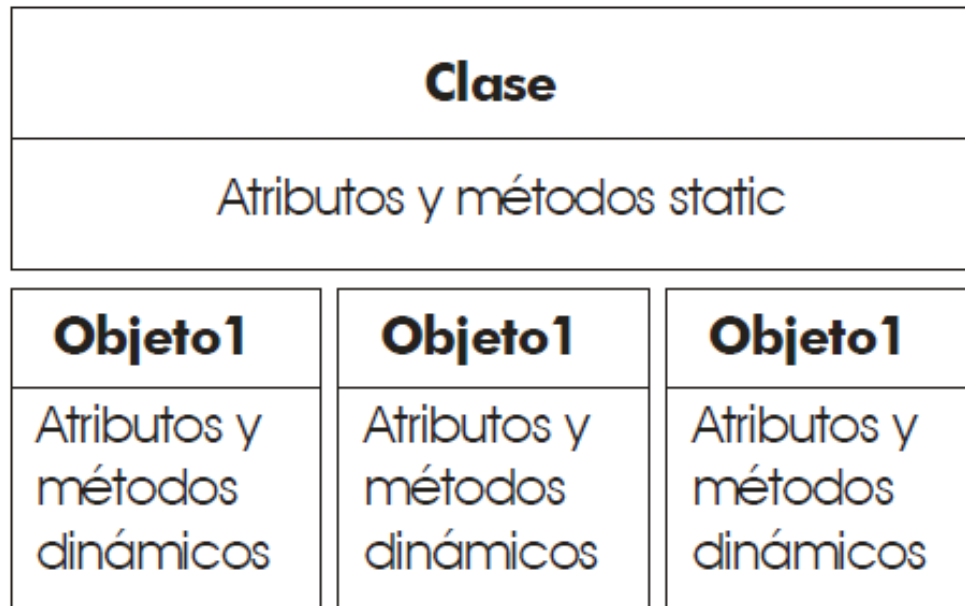 Clase
Atributos y métodos static
Objeto1
Atributos y
métodos
dinámicos
Objeto1
Atributos y
métodos
dinámicos
Objeto1
Atributos y
métodos
dinámicos